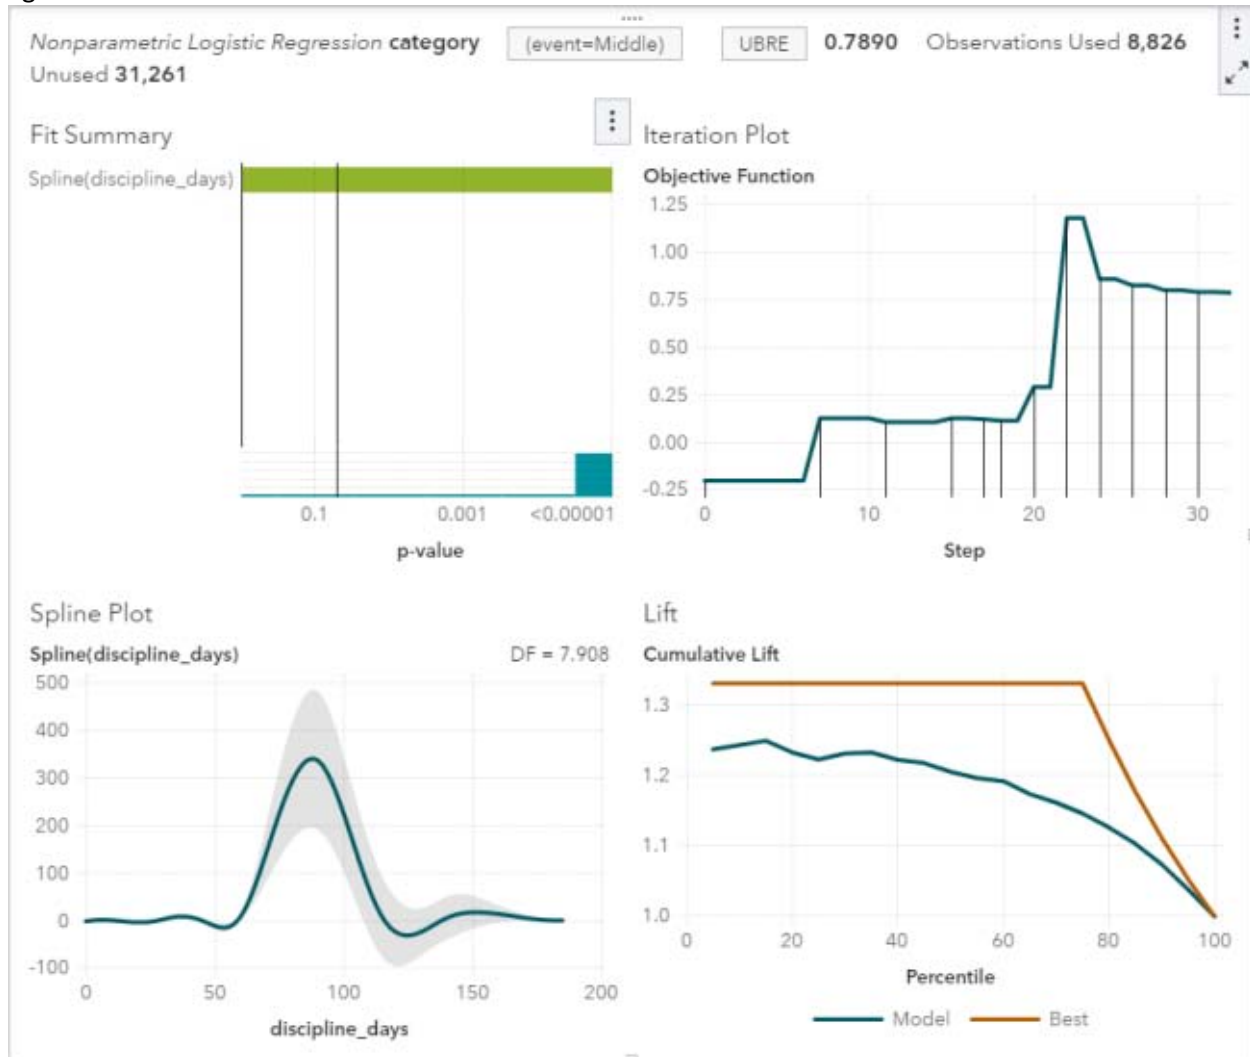 Nonparametric Logistic Regression category (event=Middle) UBRE 0.7890 Observations Used 8,826
Unused 31,261
Fit Summary
Spline(discipline_days)
0.1 0.001 <0.00001
p-value
Iteration Plot
Objective Function
1.25
1.00
0.75
0.50
0.25
0.00
-0.25
0 10 20 30
Step
Spline Plot
Spline(discipline_days) DF = 7.908
500
400
300
200
100
0
-100
0 50 100 150 200
discipline_days
Lift
Cumulative Lift
1.3
1.2
1.1
1.0
0 20 40 60 80 100
Percentile
Model Best